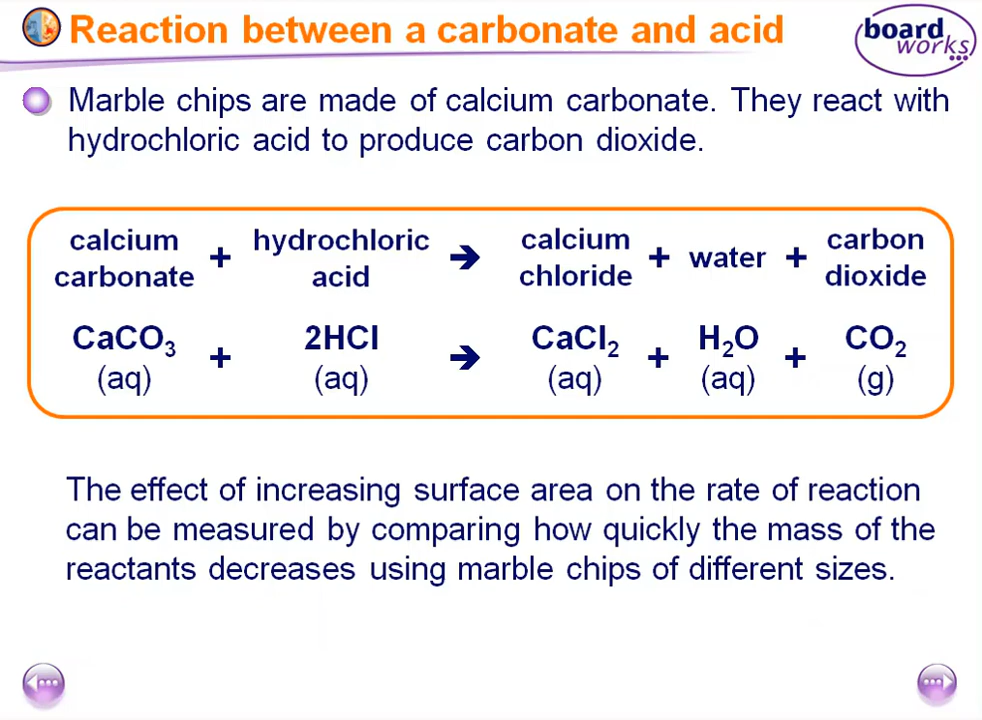 Reaction between a carbonate and acid
board
works
Marble chips are made of calcium carbonate. They react with
hydrochloric acid to produce carbon dioxide.
calcium carbonate + hydrochloric acid ➔ calcium chloride + water + carbon dioxide
CaCO₃ (aq) + 2HCl (aq) ➔ CaCl₂ (aq) + H₂O (aq) + CO₂ (g)
The effect of increasing surface area on the rate of reaction
can be measured by comparing how quickly the mass of the
reactants decreases using marble chips of different sizes.